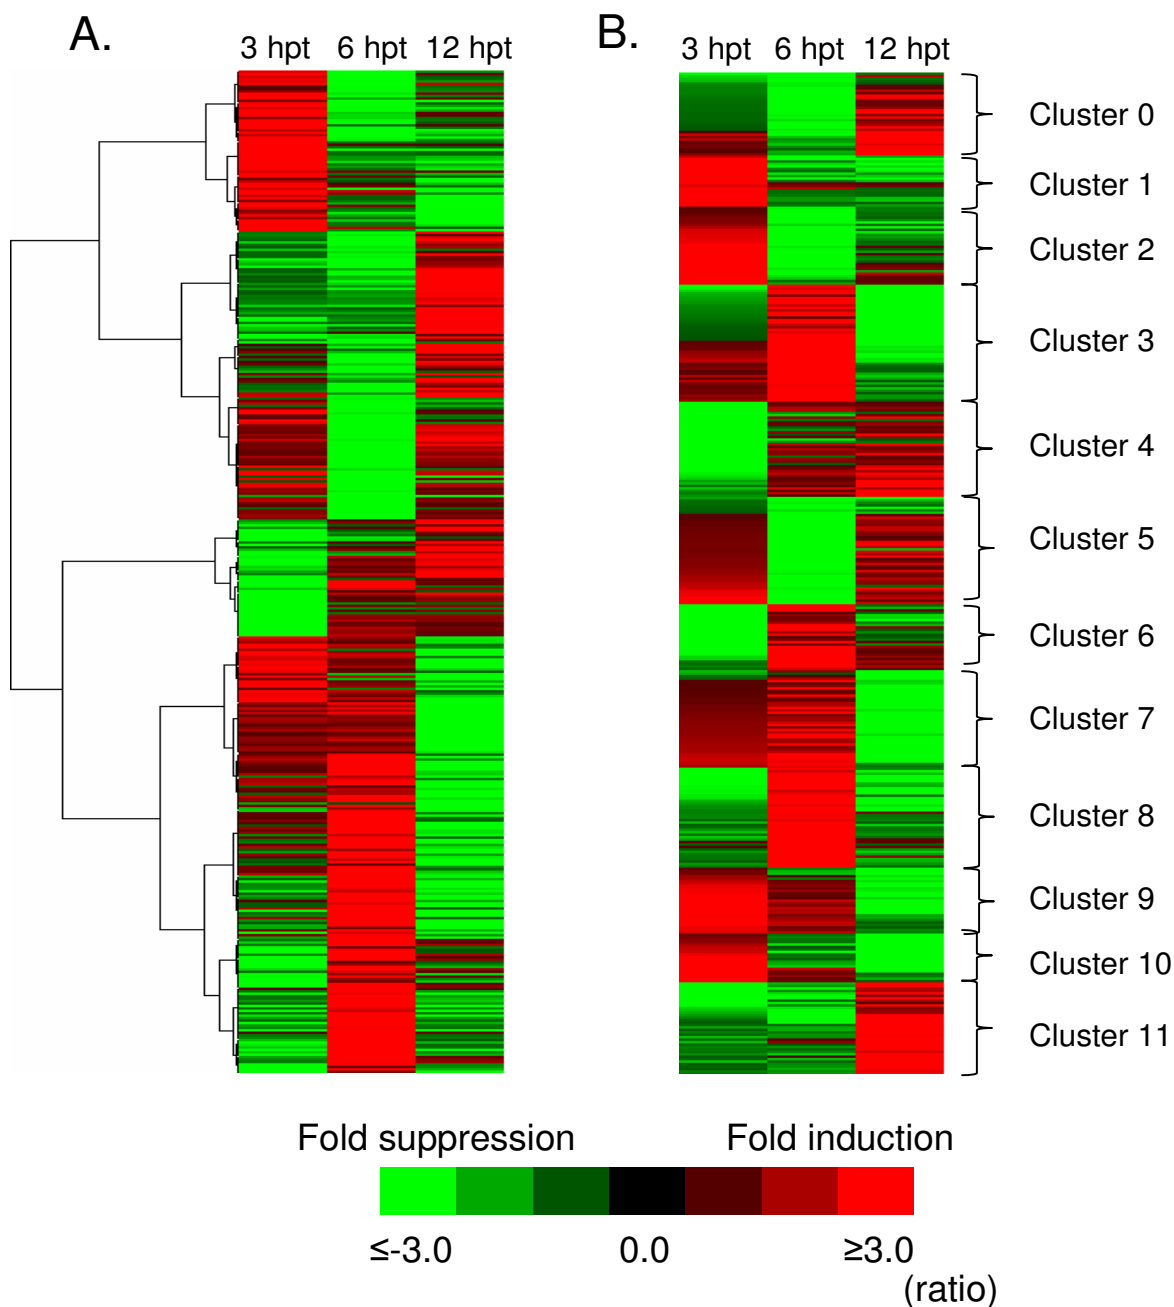 A.
3 hpt 6 hpt 12 hpt
B.
3 hpt 6 hpt 12 hpt
Cluster 0
Cluster 1
Cluster 2
Cluster 3
Cluster 4
Cluster 5
Cluster 6
Cluster 7
Cluster 8
Cluster 9
Cluster 10
Cluster 11
Fold suppression Fold induction
≤-3.0 0.0 ≥3.0
(ratio)